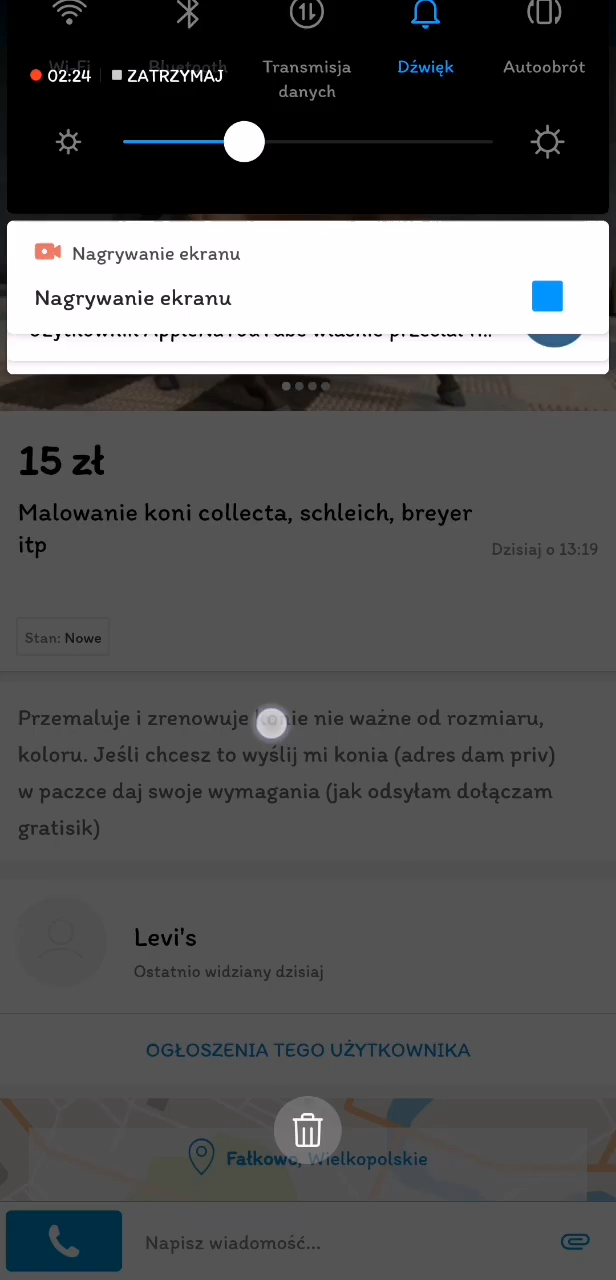 Wi-Fi
Bluetooth
Transmisja
danych
Dźwięk
Autoobrót
02:24
ZATRZYMAJ
Nagrywanie ekranu
Nagrywanie ekranu
15 zł
Malowanie koni collecta, schleich, breyer
itp
Dzisiaj o 13:19
Stan: Nowe
Przemaluje i zrenowuje konie nie ważne od rozmiaru,
koloru. Jeśli chcesz to wyślij mi konia (adres dam priv)
w paczce daj swoje wymagania (jak odsyłam dołączam
gratisik)
Levi's
Ostatnio widziany dzisiaj
OGŁOSZENIA TEGO UŻYTKOWNIKA
Fałkowo, Wielkopolskie
Napisz wiadomość...